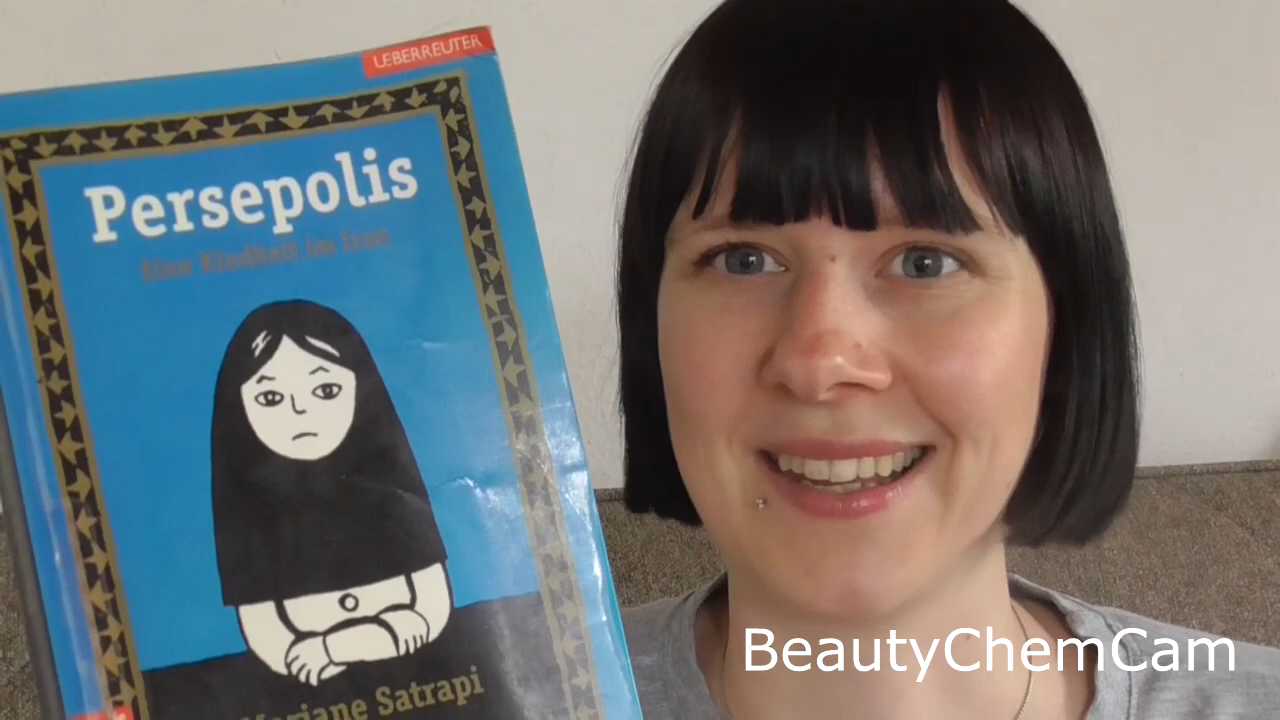 UEBERREUTER
Persepolis
Eine Kindheit im Iran
Marjane Satrapi
BeautyChemCam